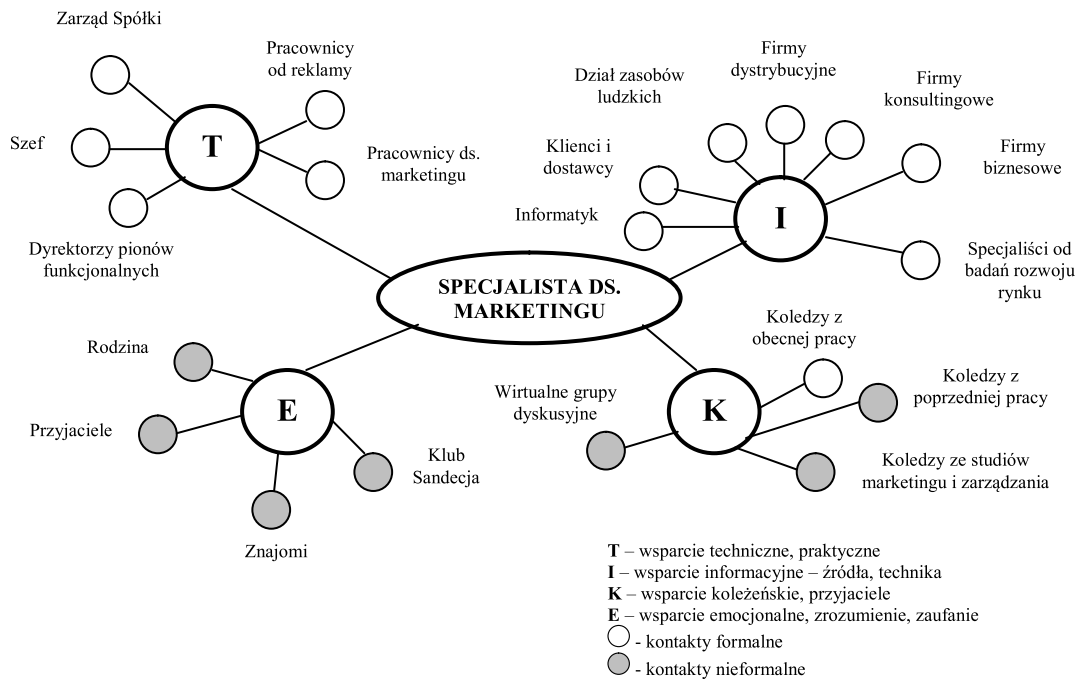 Zarząd Spółki
Pracownicy
od reklamy
Szef
T
Pracownicy ds.
marketingu
Dyrektorzy pionów
funkcjonalnych
Firmy
dystrybucyjne
Dział zasobów
ludzkich
Firmy
konsultingowe
Klienci i
dostawcy
Firmy
biznesowe
Informatyk
I
Specjaliści od
badań rozwoju
rynku
SPECJALISTA DS.
MARKETINGU
Rodzina
Przyjaciele
E
Klub
Sandecja
Znajomi
Koledzy z
obecnej pracy
Wirtualne grupy
dyskusyjne
K
Koledzy z
poprzedniej pracy
Koledzy ze studiów
marketingu i zarządzania
T – wsparcie techniczne, praktyczne
I – wsparcie informacyjne – źródła, technika
K – wsparcie koleżeńskie, przyjaciele
E – wsparcie emocjonalne, zrozumienie, zaufanie
- kontakty formalne
- kontakty nieformalne